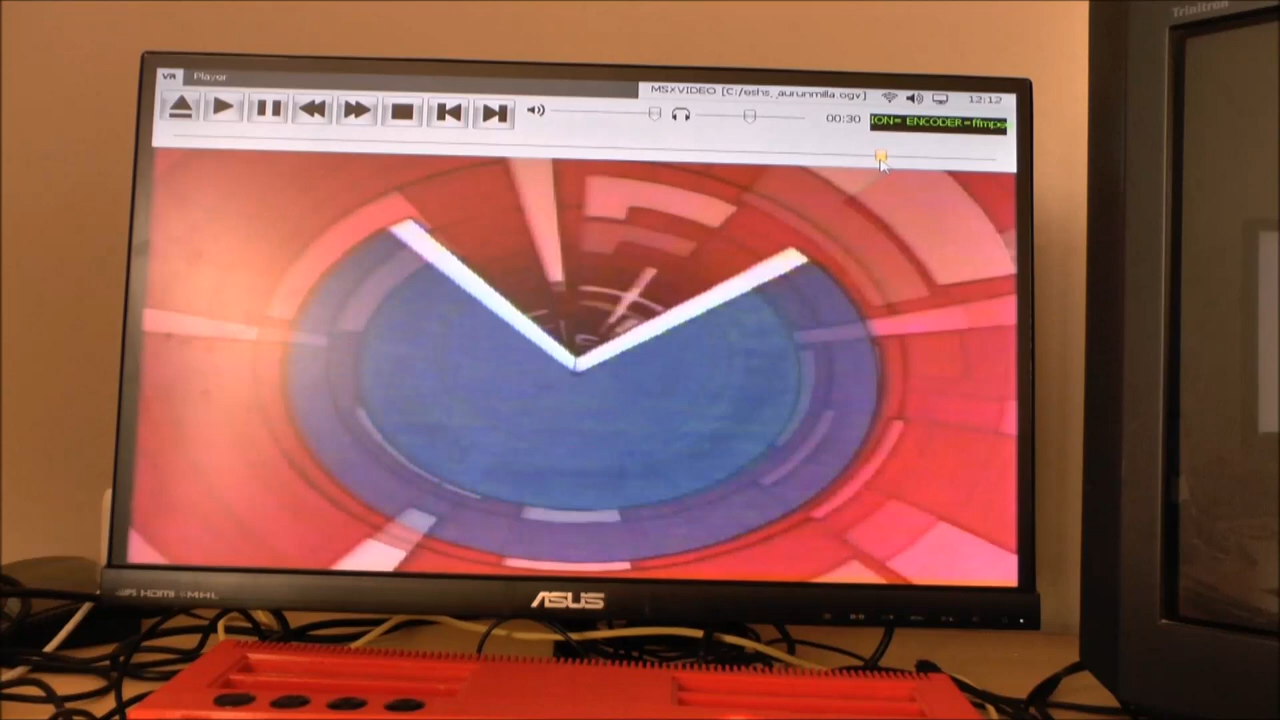 Trinitron
VR Player
MSXVIDEO [C:/eshs_aurunmilla.ogv]
12:12
00:30
ION= ENCODER=ffmpe
HDMI MHL
ASUS